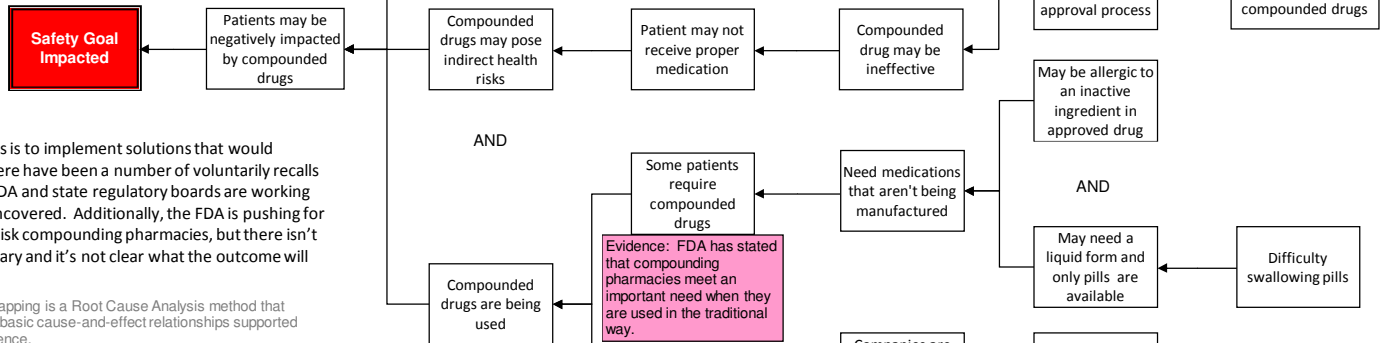 approval process
compounded drugs
Safety Goal
Impacted
Patients may be
negatively impacted
by compounded
drugs
Compounded
drugs may pose
indirect health
risks
Patient may not
receive proper
medication
Compounded
drug may be
ineffective
May be allergic to
an inactive
ingredient in
approved drug
AND
AND
s is to implement solutions that would
ere have been a number of voluntarily recalls
DA and state regulatory boards are working
ncovered.  Additionally, the FDA is pushing for
isk compounding pharmacies, but there isn't
ary and it's not clear what the outcome will
Some patients
require
compounded
drugs
Need medications
that aren't being
manufactured
Evidence:  FDA has stated
that compounding
pharmacies meet an
important need when they
are used in the traditional
way.
May need a
liquid form and
only pills  are
available
Difficulty
swallowing pills
Compounded
drugs are being
used
apping is a Root Cause Analysis method that
basic cause-and-effect relationships supported
ence.
Companies are